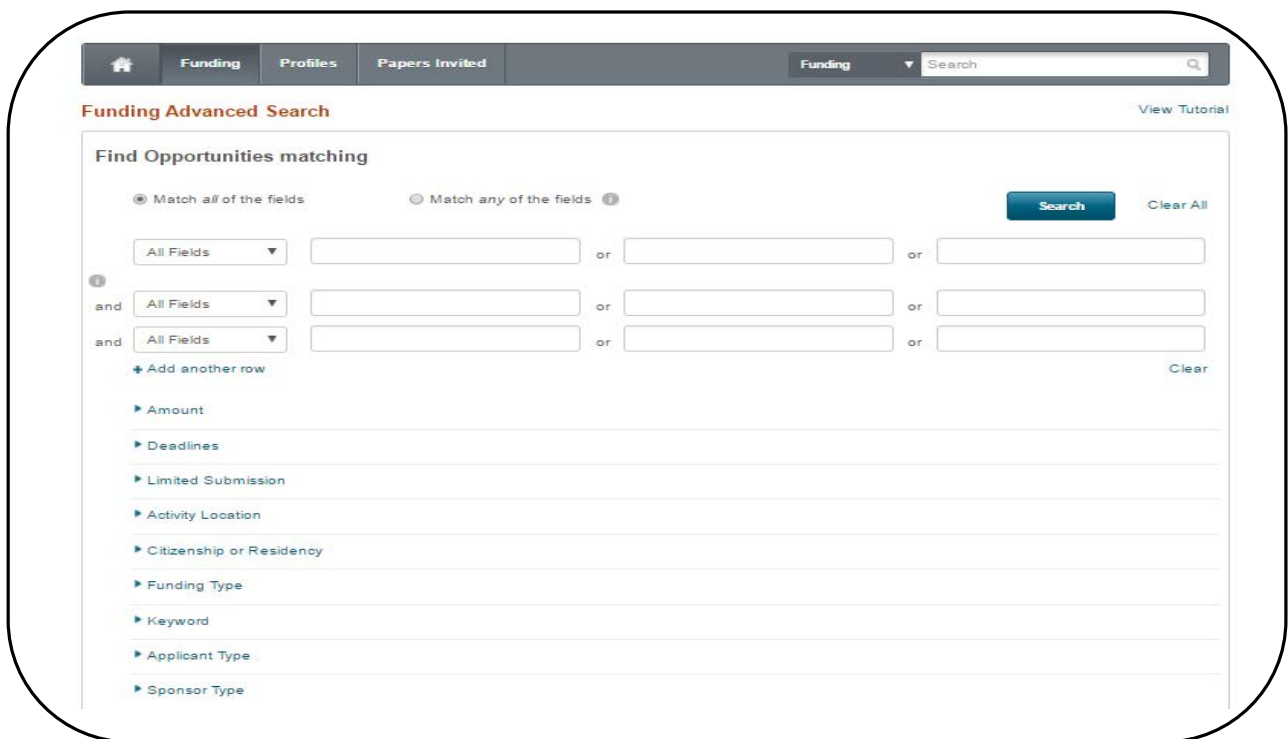 Funding Profiles Papers Invited Funding Search
Funding Advanced Search View Tutorial
Find Opportunities matching
Match all of the fields Match any of the fields Search Clear All
All Fields or or
and All Fields or or
and All Fields or or
+ Add another row Clear
Amount
Deadlines
Limited Submission
Activity Location
Citizenship or Residency
Funding Type
Keyword
Applicant Type
Sponsor Type